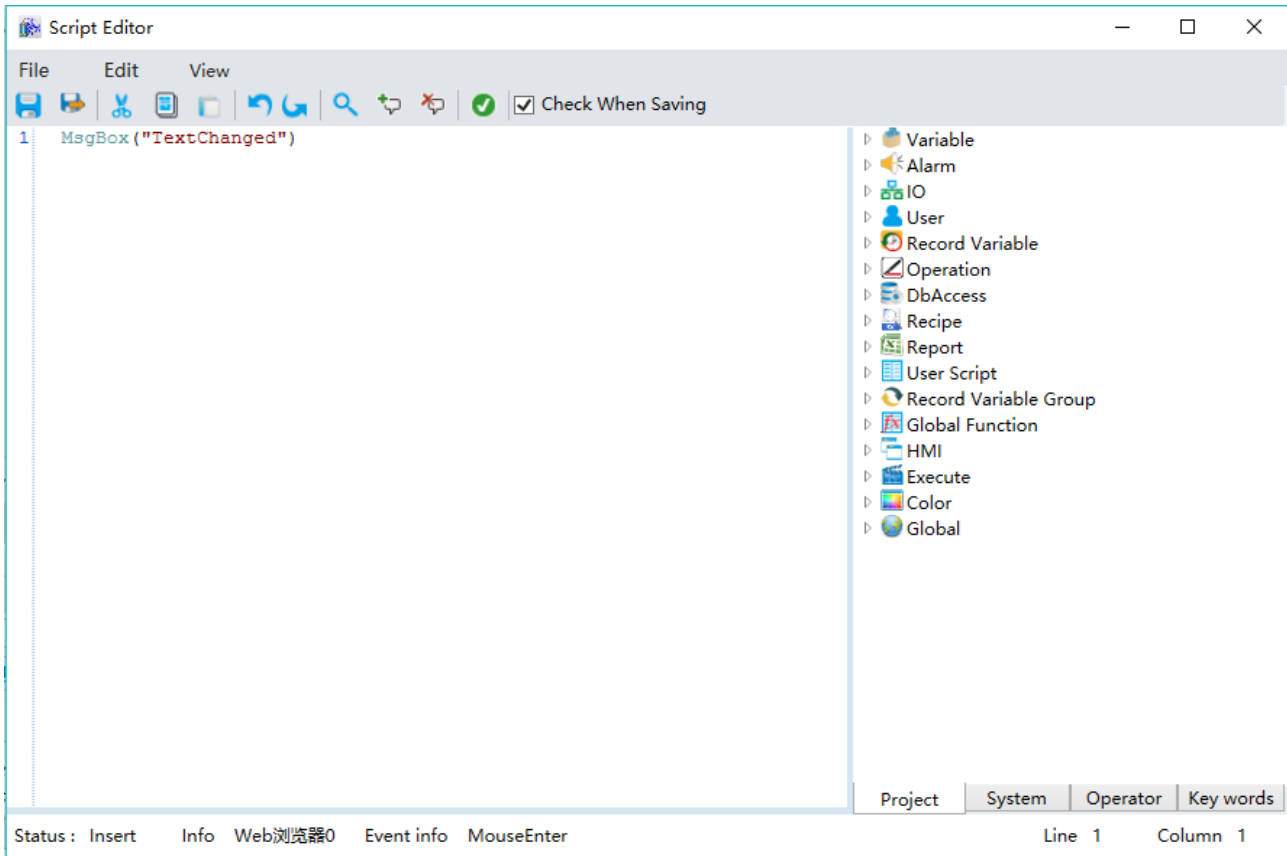 Script Editor
File Edit View
Check When Saving
1 MsgBox("TextChanged")
Variable
Alarm
IO
User
Record Variable
Operation
DbAccess
Recipe
Report
User Script
Record Variable Group
Global Function
HMI
Execute
Color
Global
Project System Operator Key words
Status : Insert Info Web浏览器0 Event info MouseEnter Line 1 Column 1